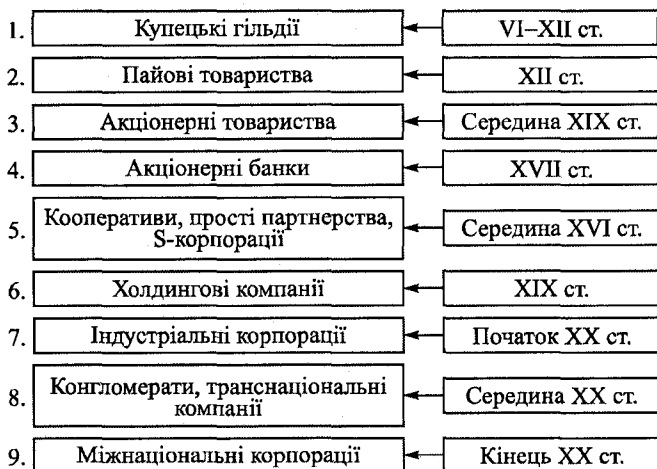 1. Купецькі гільдії VI–XII ст.
2. Пайові товариства XII ст.
3. Акціонерні товариства Середина XIX ст.
4. Акціонерні банки XVII ст.
5. Кооперативи, прості партнерства,
S-корпорації Середина XVI ст.
6. Холдингові компанії XIX ст.
7. Індустріальні корпорації Початок XX ст.
8. Конгломерати, транснаціональні
компанії Середина XX ст.
9. Міжнаціональні корпорації Кінець XX ст.